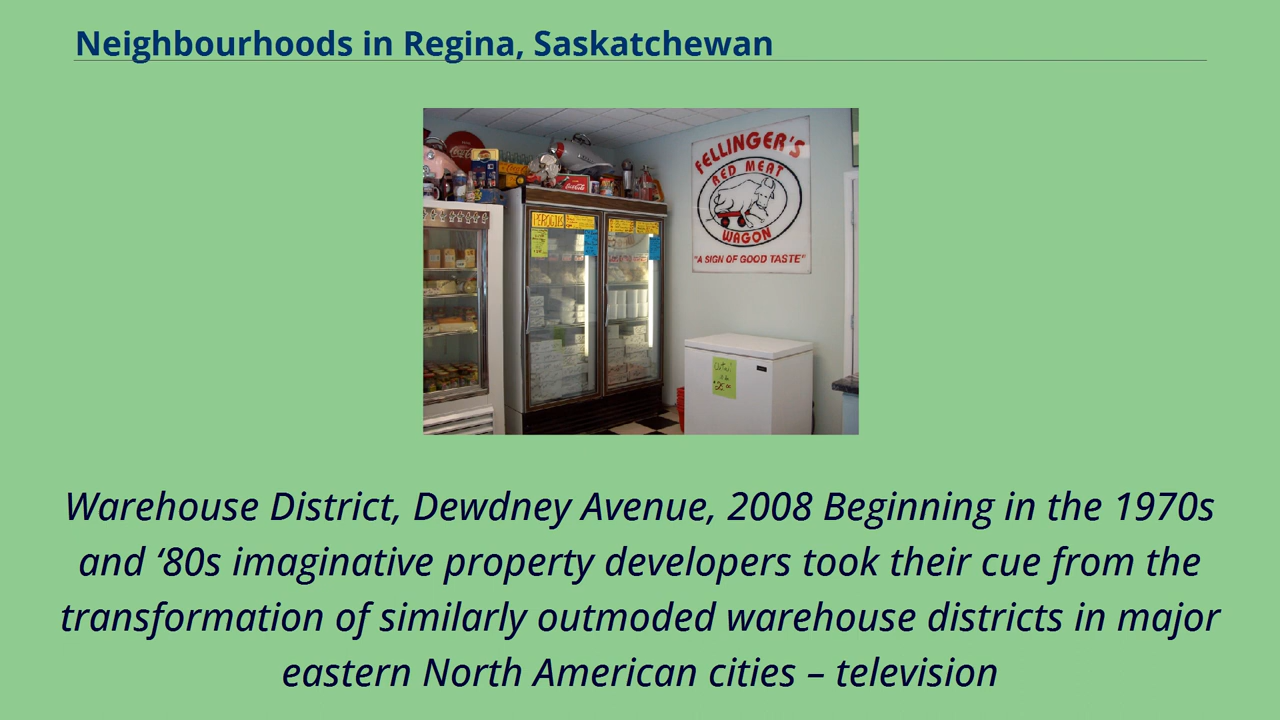 Neighbourhoods in Regina, Saskatchewan
FELLINGER'S
RED MEAT
WAGON
"A SIGN OF GOOD TASTE"
PEROGIES
Warehouse District, Dewdney Avenue, 2008 Beginning in the 1970s
and ‘80s imaginative property developers took their cue from the
transformation of similarly outmoded warehouse districts in major
eastern North American cities – television